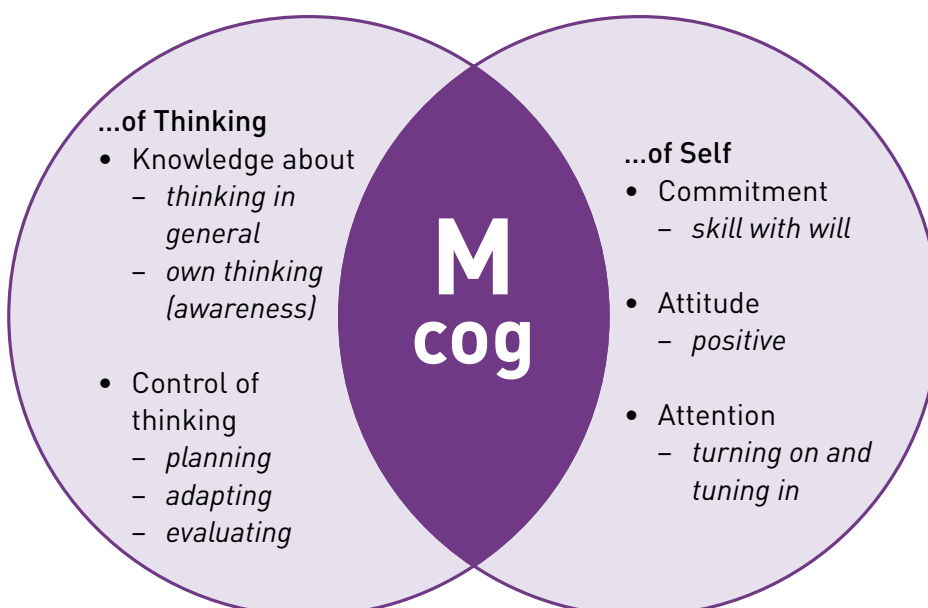 ...of Thinking
• Knowledge about
– thinking in
general
– own thinking
(awareness)
• Control of
thinking
– planning
– adapting
– evaluating
M
cog
...of Self
• Commitment
– skill with will
• Attitude
– positive
• Attention
– turning on and
tuning in